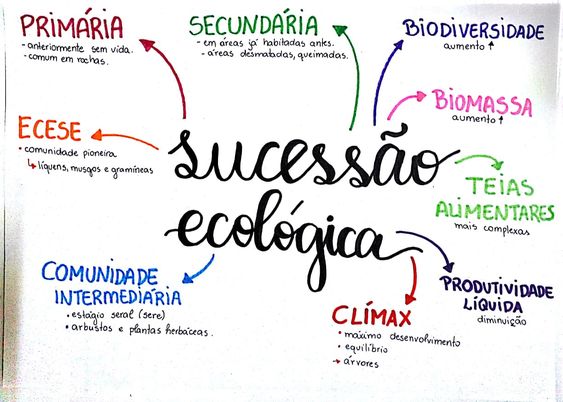 PRIMÁRIA
- anteriormente sem vida.
- comum em rochas.
SECUNDÁRIA
- em áreas já habitadas antes.
- áreas desmatadas, queimadas.
BIODIVERSIDADE
aumento ↑
BIOMASSA
aumento ↑
ECESE
• comunidade pioneira
↳ líquens, musgos e gramíneas
sucessão
ecológica
TEIAS
ALIMENTARES
mais complexas
COMUNIDADE
INTERMEDIÁRIA
• estágio seral (sere)
• arbustos e plantas herbáceas.
CLÍMAX
• máximo desenvolvimento
• equilíbrio
→ árvores
PRODUTIVIDADE
LÍQUIDA
diminuição